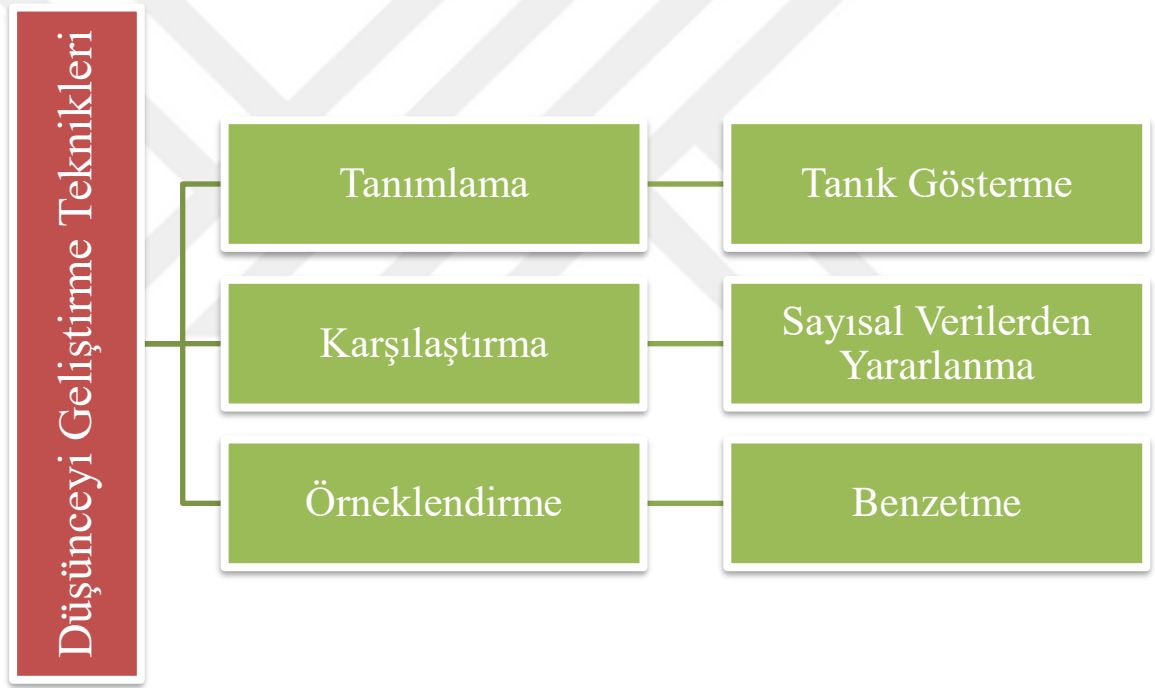 Düşünceyi Geliştirme Teknikleri
Tanımlama
Tanık Gösterme
Karşılaştırma
Sayısal Verilerden
Yararlanma
Örneklendirme
Benzetme